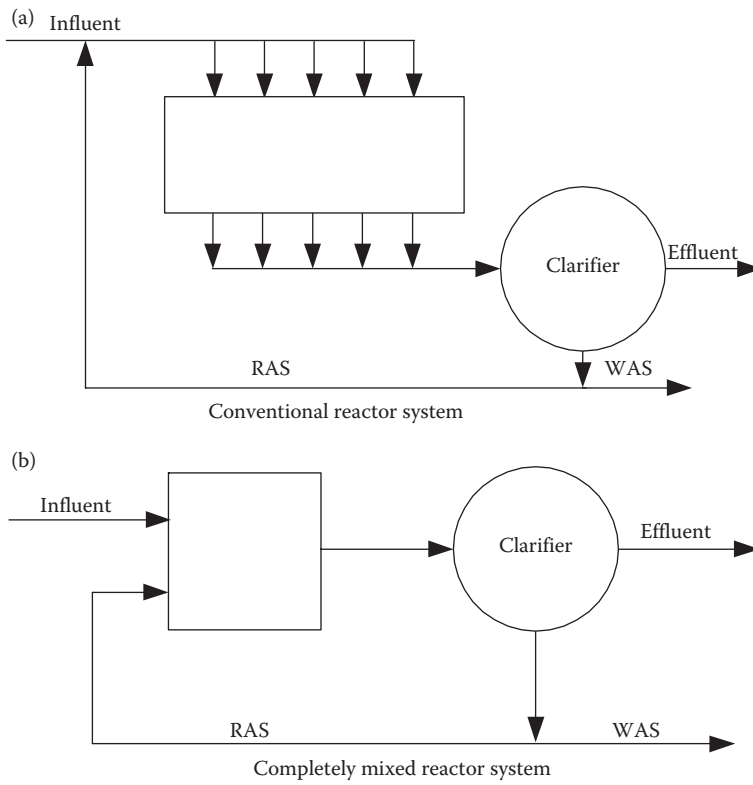 (a)
Influent
Clarifier
Effluent
RAS
WAS
Conventional reactor system
(b)
Influent
Clarifier
Effluent
RAS
WAS
Completely mixed reactor system